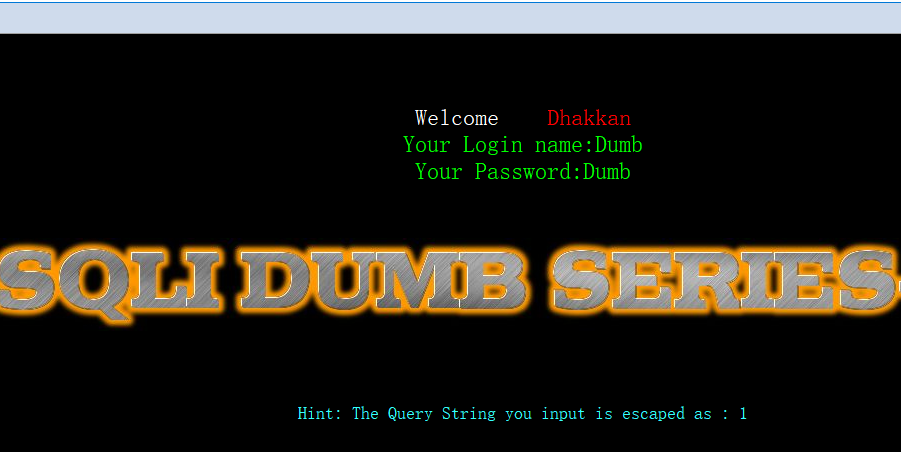 Welcome Dhakkan
Your Login name:Dumb
Your Password:Dumb
SQLI DUMB SERIES-
Hint: The Query String you input is escaped as : 1